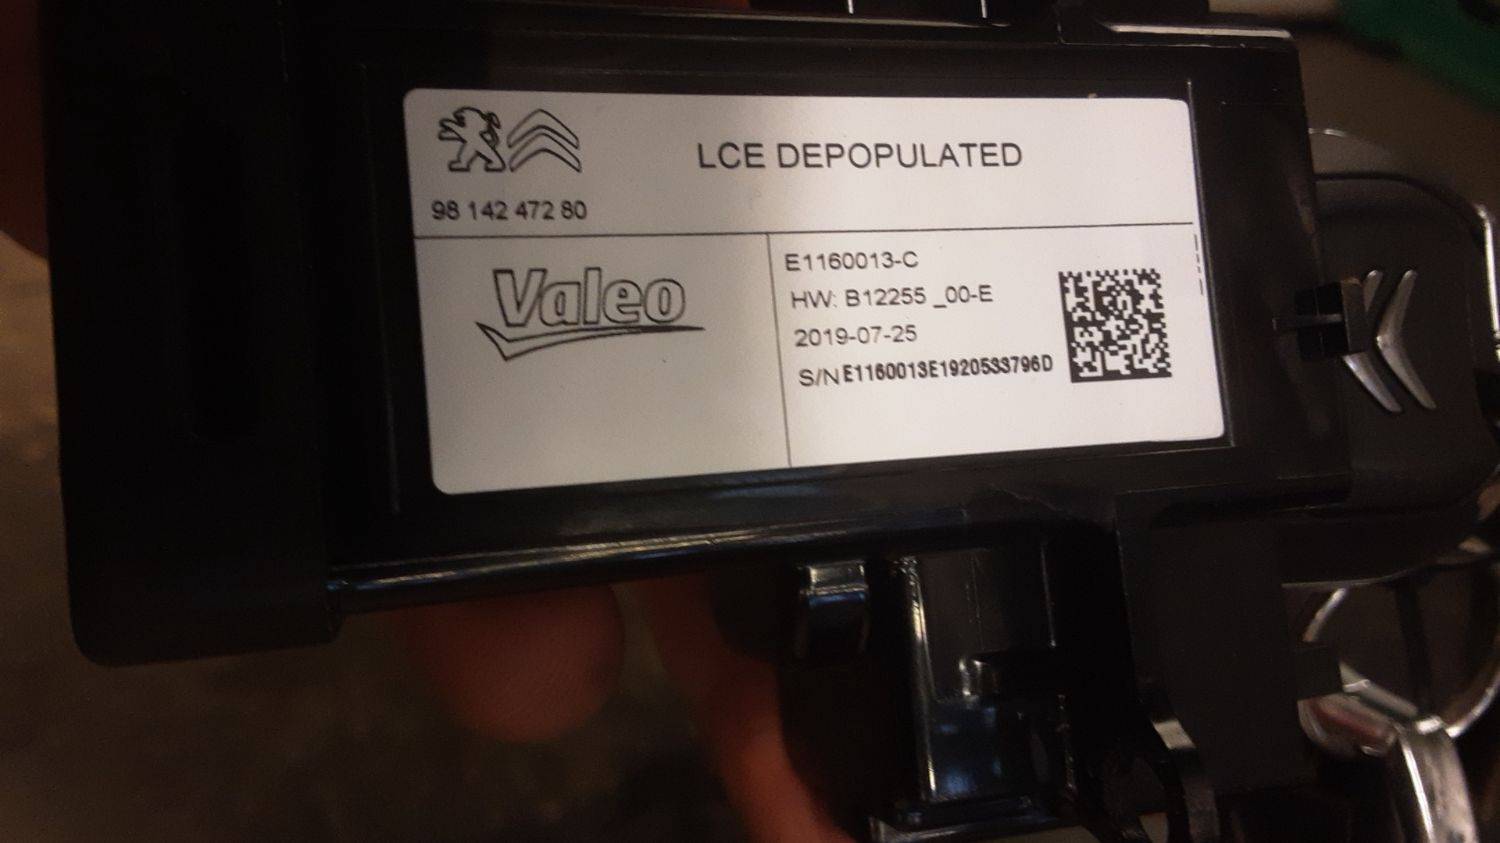 LCE DEPOPULATED
98 142 472 80
Valeo
E1160013-C
HW: B12255 _00-E
2019-07-25
S/N E1160013E1920533796D